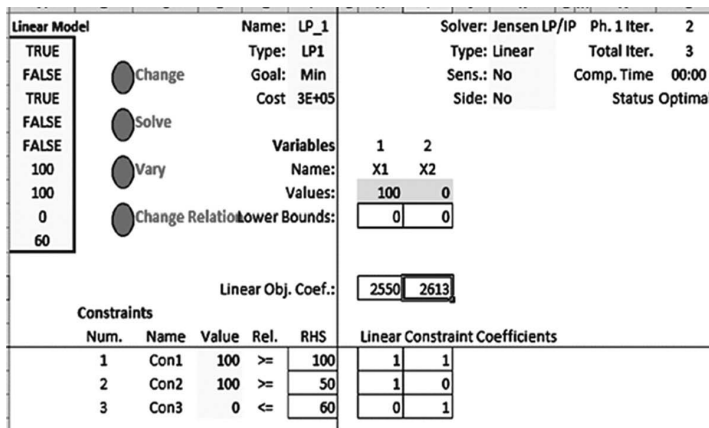 Linear Model Name: LP_1 Solver: Jensen LP/IP Ph. 1 Iter. 2
TRUE Type: LP1 Type: Linear Total Iter. 3
FALSE Change Goal: Min Sens.: No Comp. Time 00:00
TRUE Cost 3E+05 Side: No Status Optima
FALSE Solve
FALSE Variables 1 2
100 Vary Name: X1 X2
100 Values: 100 0
0 Change Relation Lower Bounds: 0 0
60
Linear Obj. Coef.: 2550 2613
Constraints
Num. Name Value Rel. RHS Linear Constraint Coefficients
1 Con1 100 >= 100 1 1
2 Con2 100 >= 50 1 0
3 Con3 0 <= 60 0 1